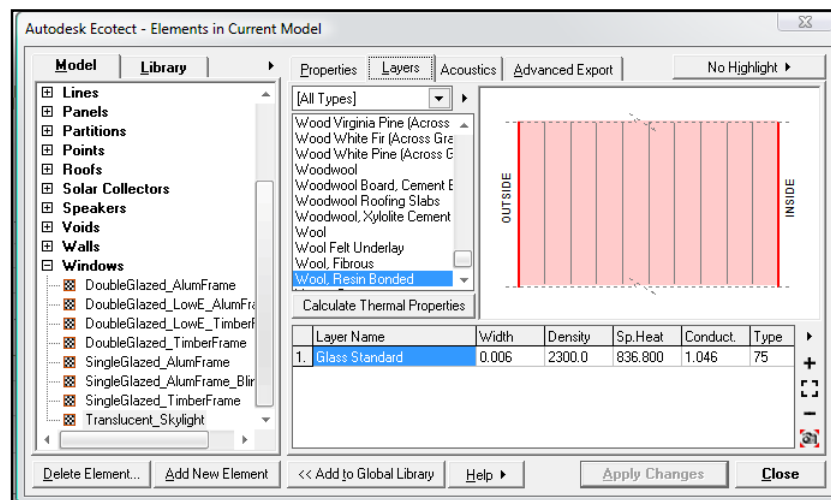 Autodesk Ecotect - Elements in Current Model
Model Library
Lines
Panels
Partitions
Points
Roofs
Solar Collectors
Speakers
Voids
Walls
Windows
DoubleGlazed_AlumFrame
DoubleGlazed_LowE_AlumFra
DoubleGlazed_LowE_TimberF
DoubleGlazed_TimberFrame
SingleGlazed_AlumFrame
SingleGlazed_AlumFrame_Blin
SingleGlazed_TimberFrame
Translucent_Skylight
Delete Element... Add New Element
Properties Layers Acoustics Advanced Export No Highlight
[All Types]
Wood Virginia Pine (Across
Wood White Fir (Across Gra
Wood White Pine (Across G
Woodwool
Woodwool Board, Cement B
Woodwool Roofing Slabs
Woodwool, Xylolite Cement
Wool
Wool Felt Underlay
Wool, Fibrous
Wool, Resin Bonded
Calculate Thermal Properties
OUTSIDE
INSIDE
Layer Name Width Density Sp.Heat Conduct. Type
1. Glass Standard 0.006 2300.0 836.800 1.046 75
<< Add to Global Library Help Apply Changes Close